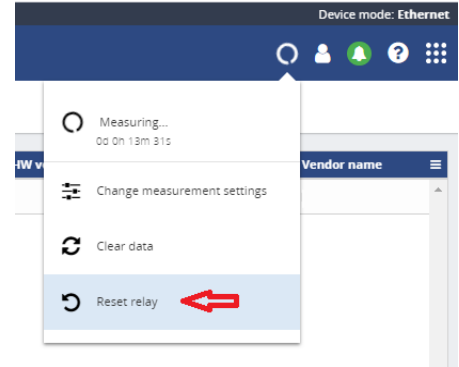 Device mode: Ethernet
Measuring...
0d 0h 13m 31s
HW v
Vendor name
Change measurement settings
Clear data
Reset relay